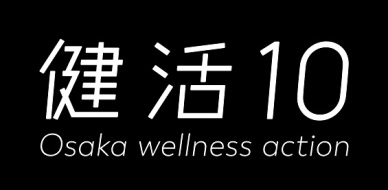 健活10
Osaka wellness action